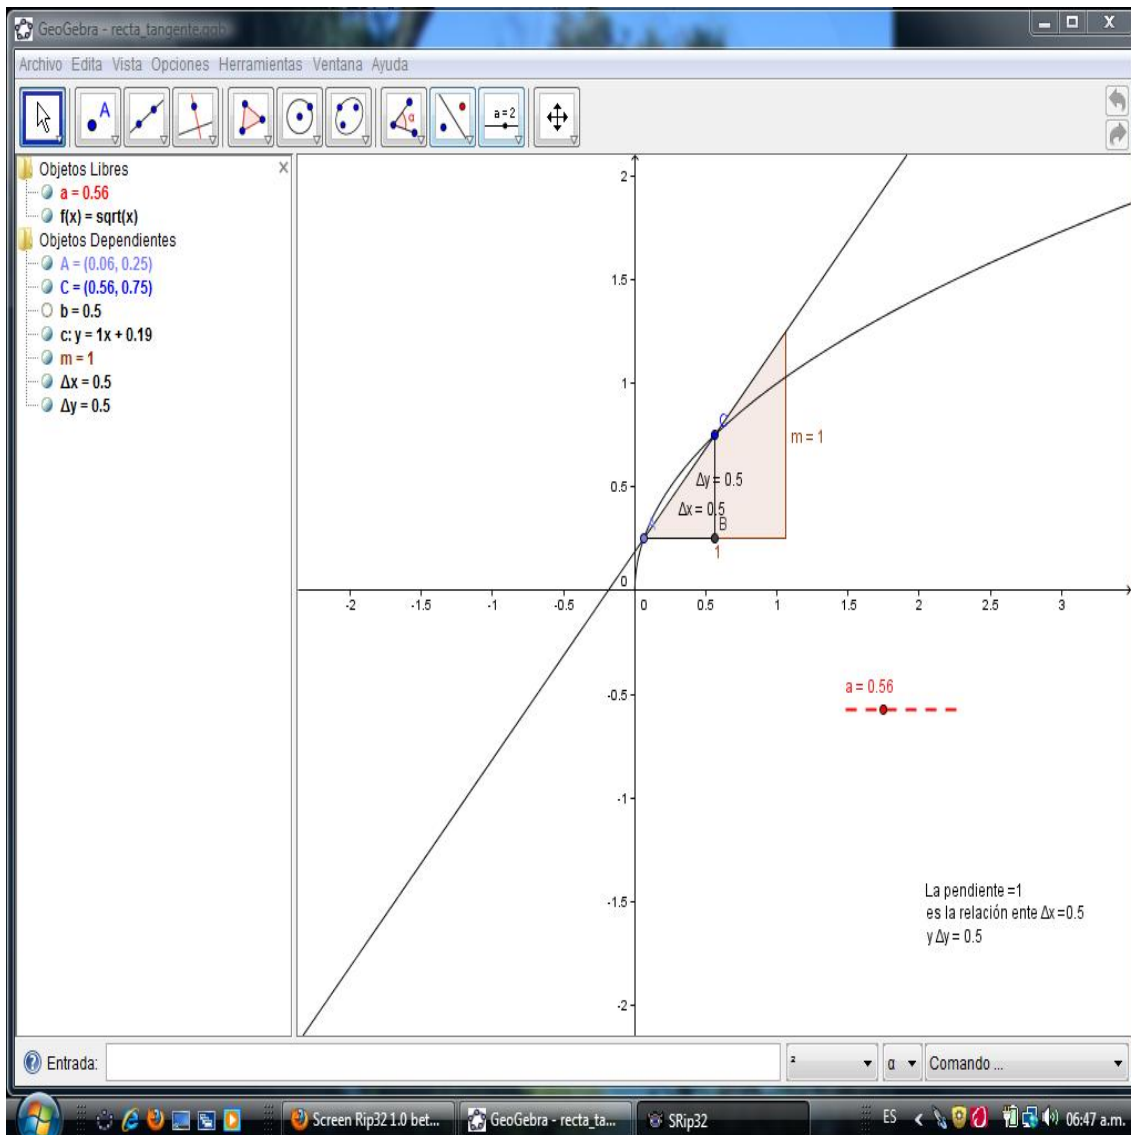 GeoGebra - recta_tangente.ggb
Archivo Edita Vista Opciones Herramientas Ventana Ayuda
A
α
a = 2
Objetos Libres
a = 0.56
f(x) = sqrt(x)
Objetos Dependientes
A = (0.06, 0.25)
C = (0.56, 0.75)
b = 0.5
c: y = 1x + 0.19
m = 1
Δx = 0.5
Δy = 0.5
2
1.5
1
C
m = 1
0.5
Δy = 0.5
Δx = 0.5
A
B
1
0
-2 -1.5 -1 -0.5 0 0.5 1 1.5 2 2.5 3
-0.5
a = 0.56
-1
-1.5
La pendiente =1
es la relación ente Δx =0.5
y Δy = 0.5
-2
Entrada:
²
α
Comando ...
Screen Rip32 1.0 bet...
GeoGebra - recta_ta...
SRip32
ES
06:47 a.m.